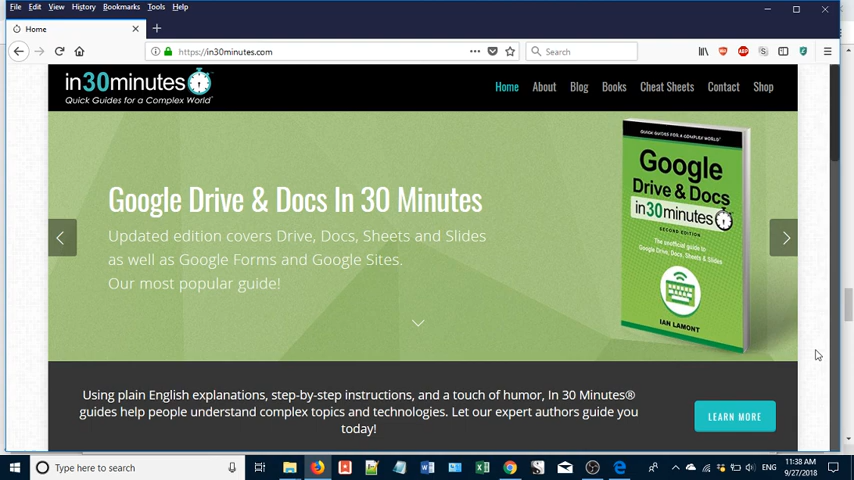 File Edit View History Bookmarks Tools Help
Home
https://in30minutes.com
Search
in30minutes
Quick Guides for a Complex World
Home About Blog Books Cheat Sheets Contact Shop
Google Drive & Docs In 30 Minutes
Updated edition covers Drive, Docs, Sheets and Slides
as well as Google Forms and Google Sites.
Our most popular guide!
QUICK GUIDES FOR A COMPLEX WORLD
Google
Drive & Docs
in30minutes
SECOND EDITION
The unofficial guide to
Google Drive, Docs, Sheets & Slides
IAN LAMONT
Using plain English explanations, step-by-step instructions, and a touch of humor, In 30 Minutes®
guides help people understand complex topics and technologies. Let our expert authors guide you
today!
LEARN MORE
Type here to search
ENG
11:38 AM
9/27/2018